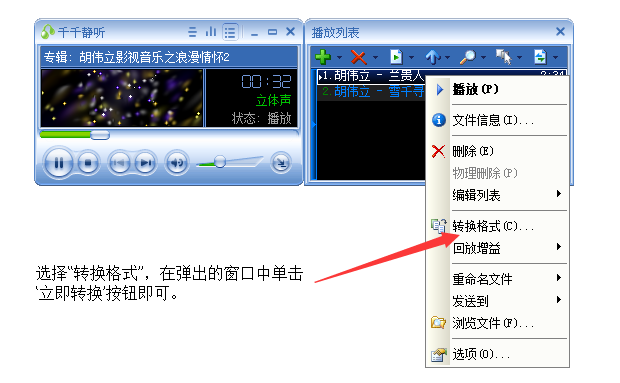 千千静听
播放列表
专辑: 胡伟立影视音乐之浪漫情怀2
00:32
立体声
状态: 播放
1.胡伟立 - 兰贵人
2:34
2.胡伟立 - 雪千寻
播放(P)
文件信息(I)...
删除(E)
物理删除(P)
编辑列表
转换格式(C)...
回放增益
重命名文件
发送到
浏览文件(F)...
选项(O)...
选择“转换格式”，在弹出的窗口中单击
‘立即转换’按钮即可。